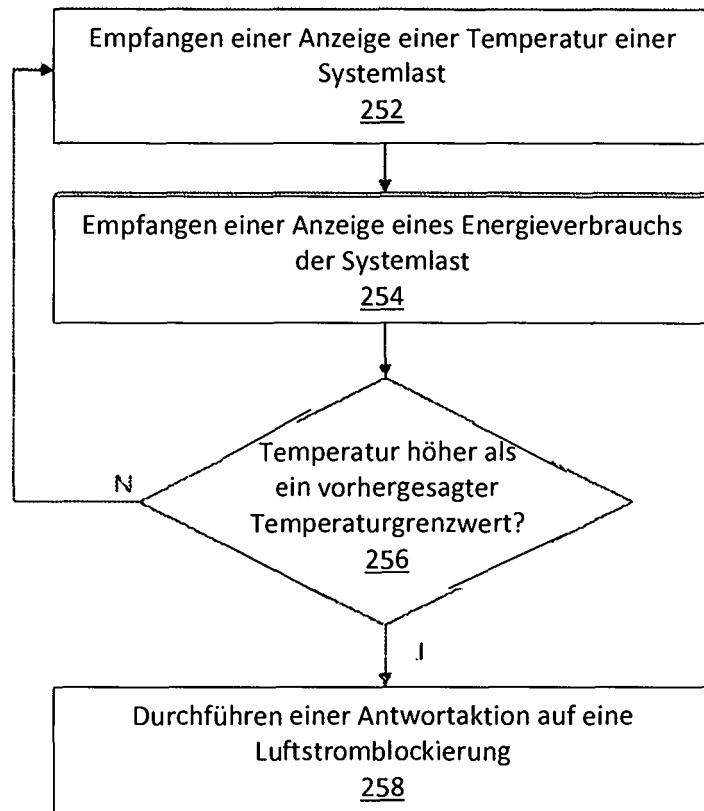 Empfangen einer Anzeige einer Temperatur einer
Systemlast
252
Empfangen einer Anzeige eines Energieverbrauchs
der Systemlast
254
Temperatur höher als
ein vorhergesagter
Temperaturgrenzwert?
256
N
J
Durchführen einer Antwortaktion auf eine
Luftstromblockierung
258